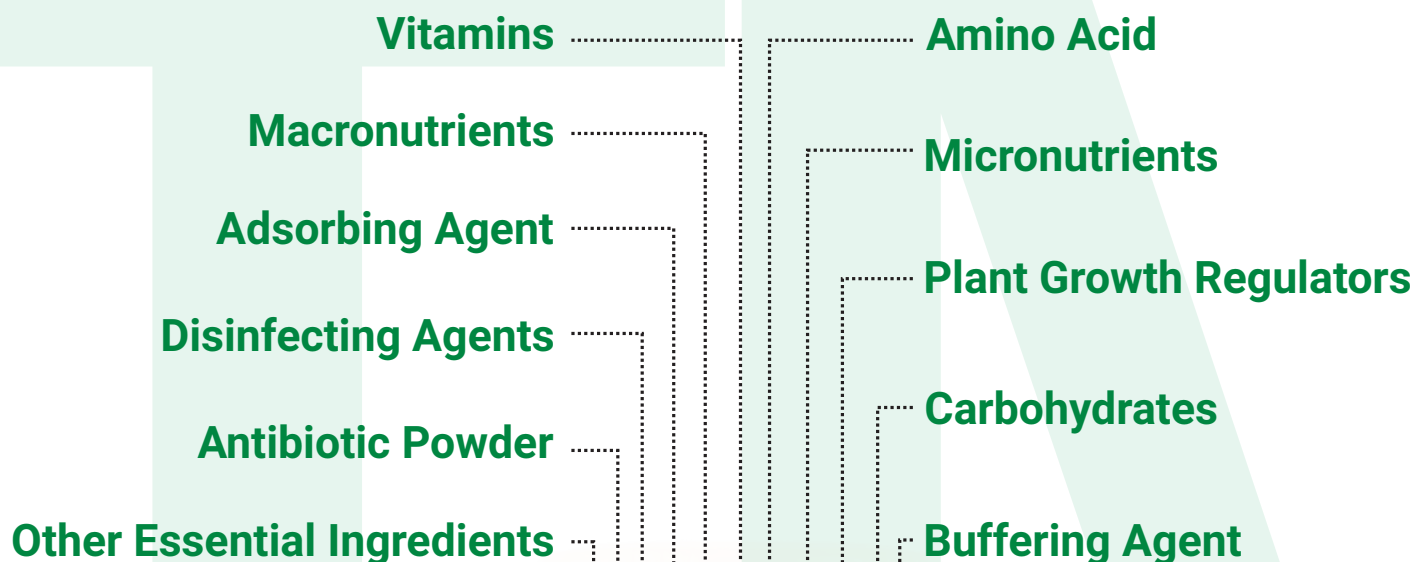 Vitamins
Amino Acid
Macronutrients
Micronutrients
Adsorbing Agent
Plant Growth Regulators
Disinfecting Agents
Carbohydrates
Antibiotic Powder
Other Essential Ingredients
Buffering Agent